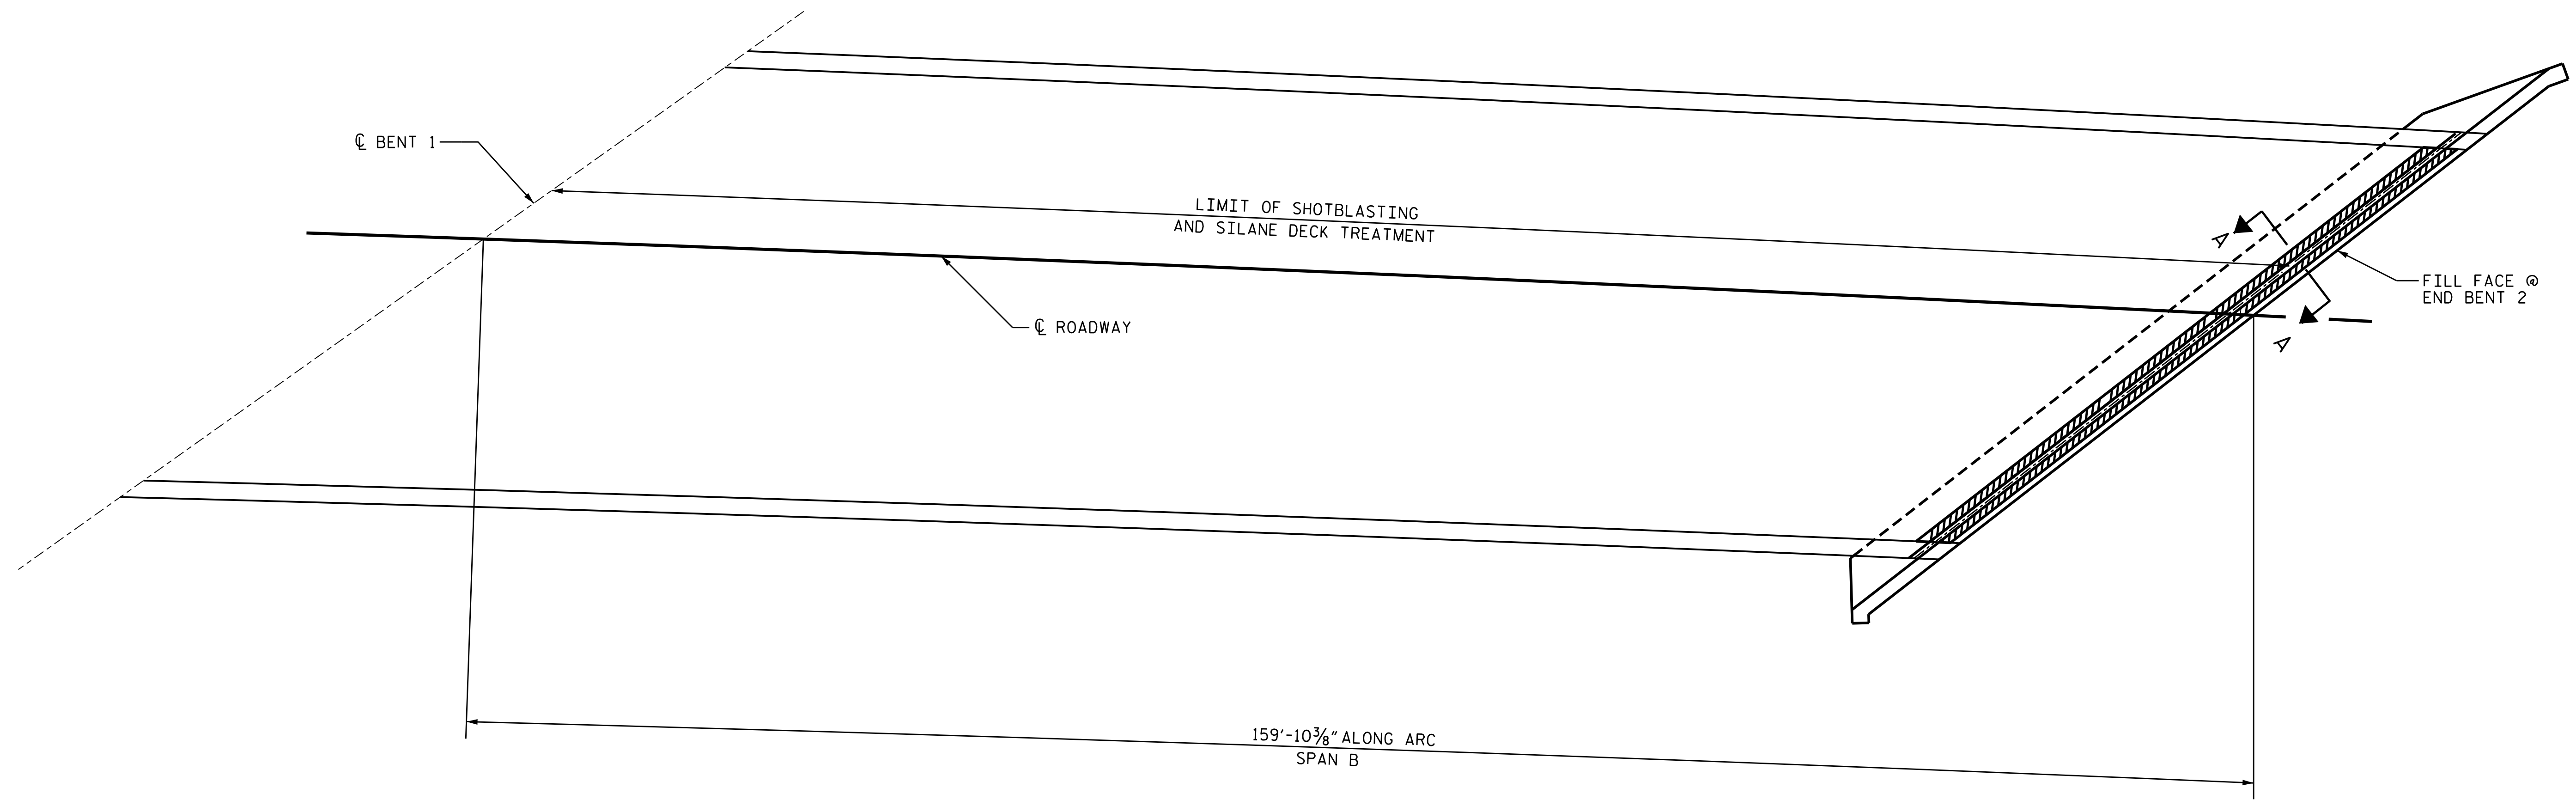 ℄ BENT 1
LIMIT OF SHOTBLASTING
AND SILANE DECK TREATMENT
A
FILL FACE @
END BENT 2
℄ ROADWAY
A
159'-10⅜" ALONG ARC
SPAN B